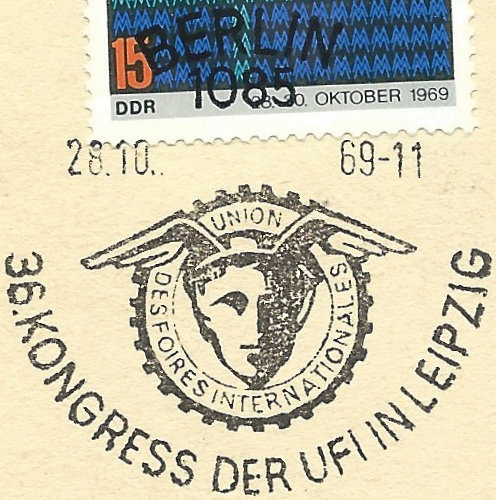 BERLIN
1085
15
DDR
28.-30. OKTOBER 1969
28.10.. 69-11
UNION
DES FOIRES INTERNATIONALES
36. KONGRESS DER UFI IN LEIPZIG